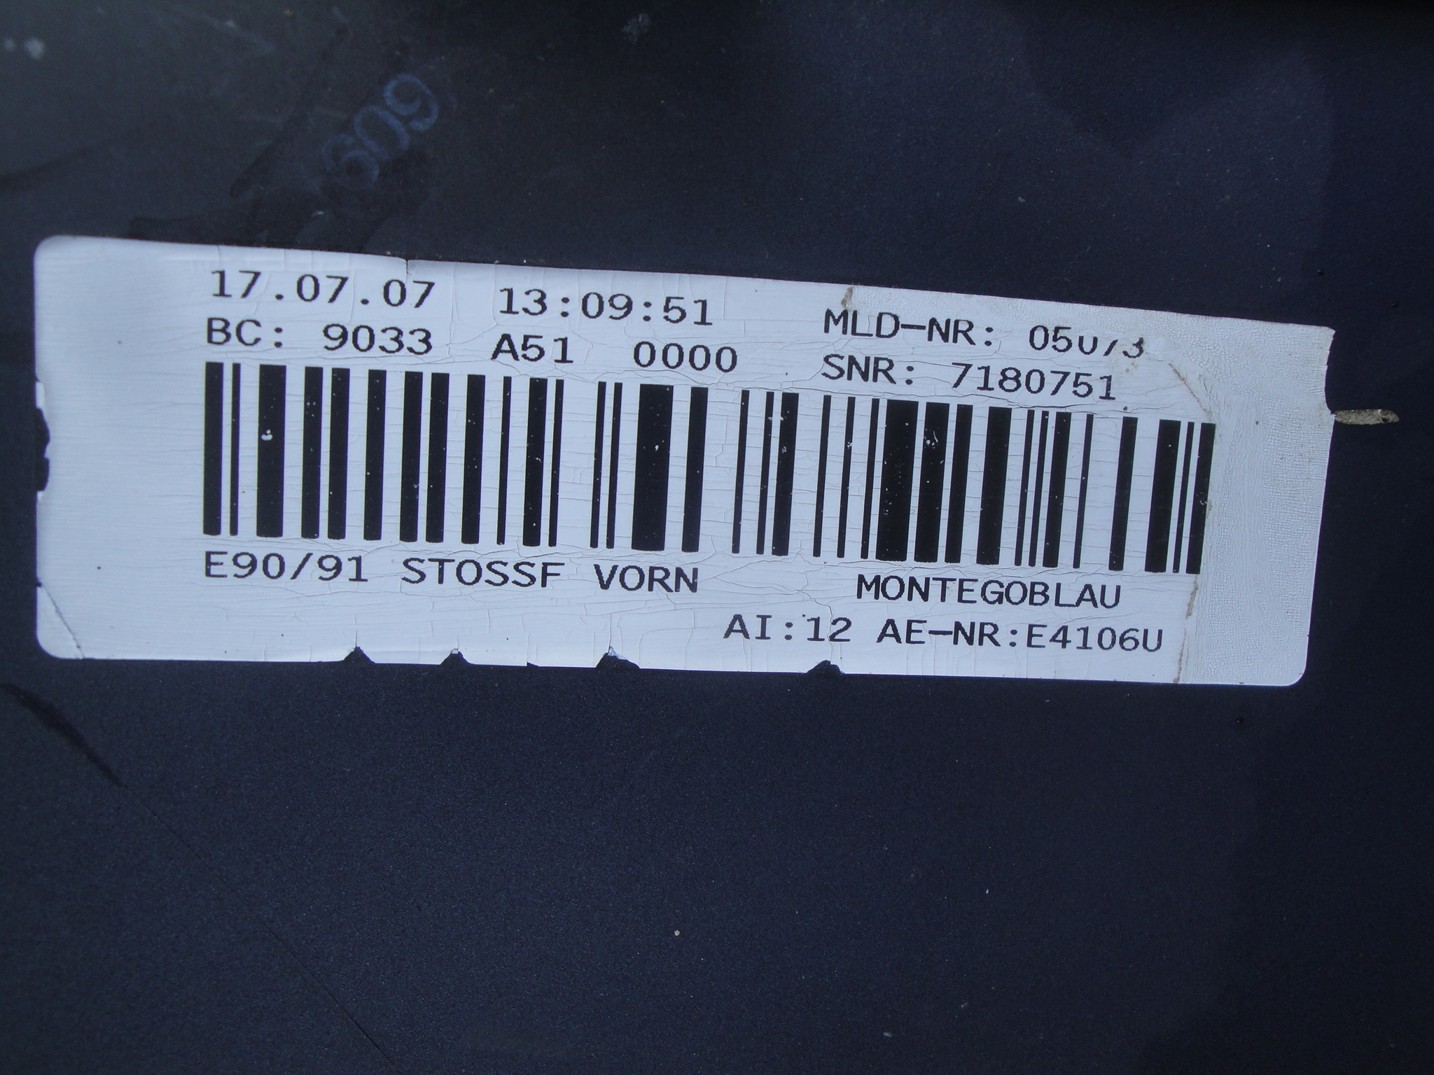 609
17.07.07 13:09:51 MLD-NR:
BC: 9033 A51 0000 SNR: 7180751
E90/91 STOSSF VORN MONTEGOBLAU
AI:12 AE-NR:E4106U